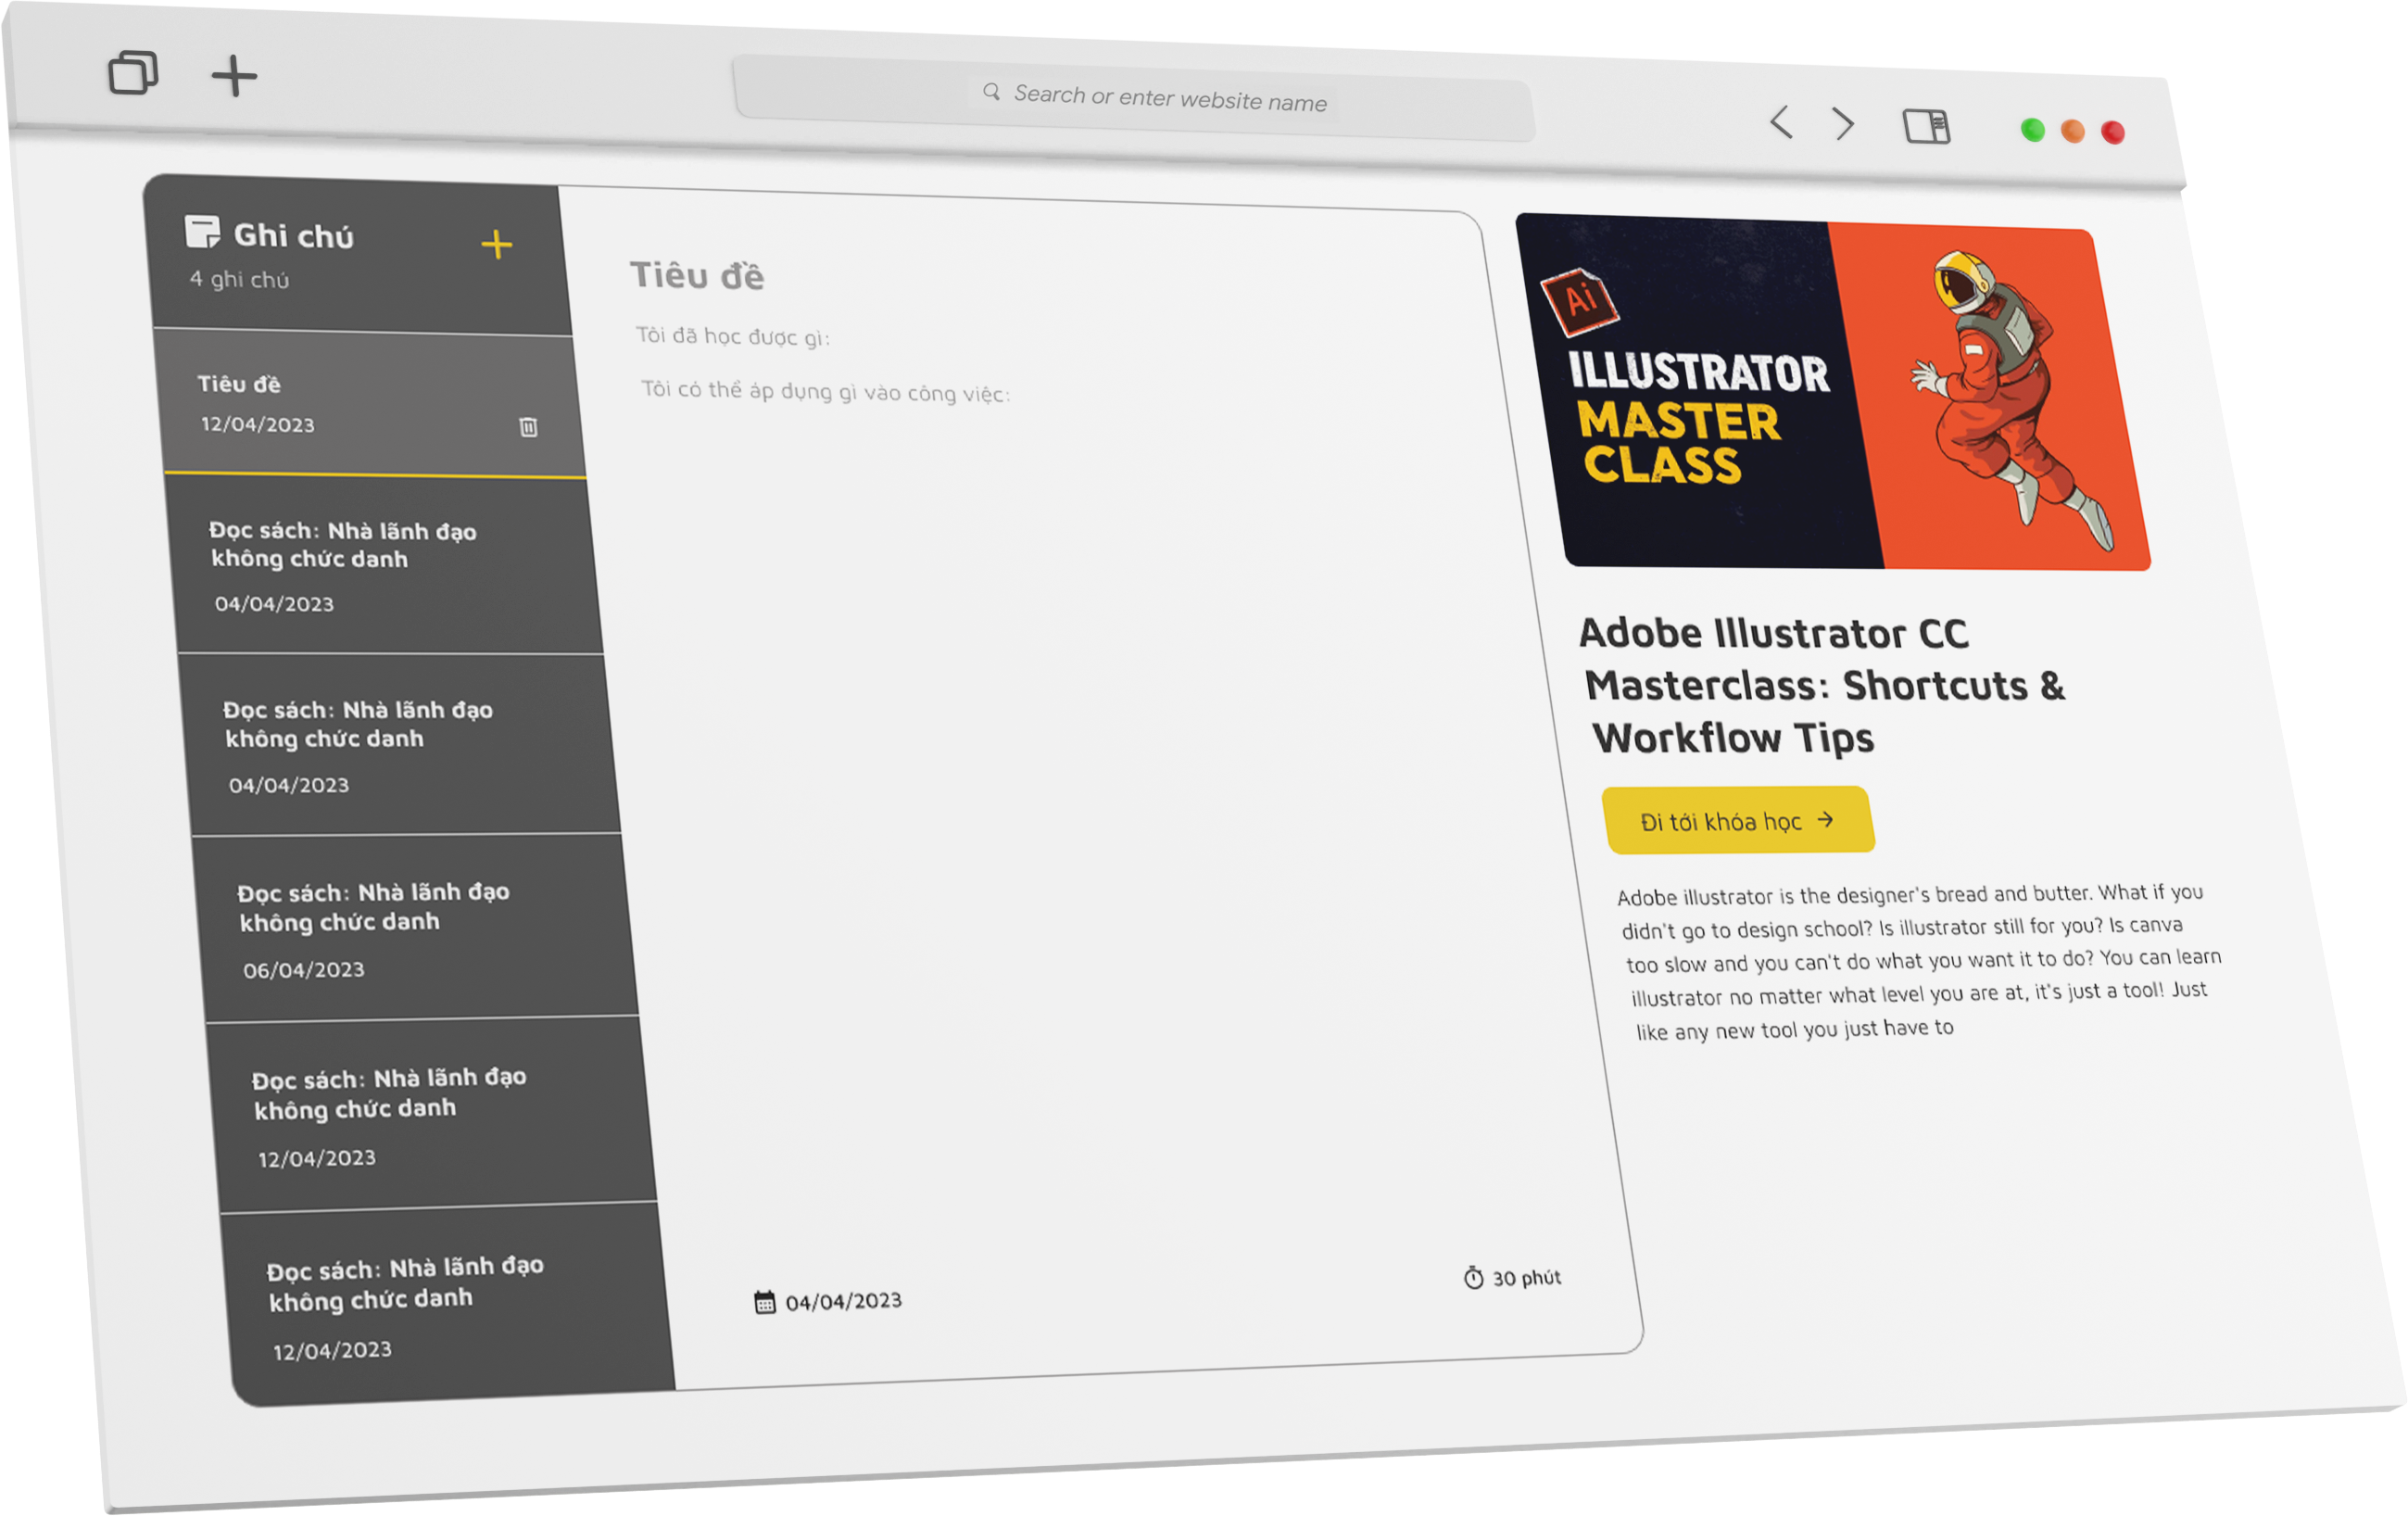 Search or enter website name
Ghi chú
4 ghi chú
Tiêu đề
12/04/2023
Đọc sách: Nhà lãnh đạo
không chức danh
04/04/2023
Đọc sách: Nhà lãnh đạo
không chức danh
04/04/2023
Đọc sách: Nhà lãnh đạo
không chức danh
06/04/2023
Đọc sách: Nhà lãnh đạo
không chức danh
12/04/2023
Đọc sách: Nhà lãnh đạo
không chức danh
12/04/2023
Tiêu đề
Tôi đã học được gì:
Tôi có thể áp dụng gì vào công việc:
04/04/2023
30 phút
Ai
ILLUSTRATOR
MASTER
CLASS
Adobe Illustrator CC
Masterclass: Shortcuts &
Workflow Tips
Đi tới khóa học →
Adobe illustrator is the designer's bread and butter. What if you
didn't go to design school? Is illustrator still for you? Is canva
too slow and you can't do what you want it to do? You can learn
illustrator no matter what level you are at, it's just a tool! Just
like any new tool you just have to